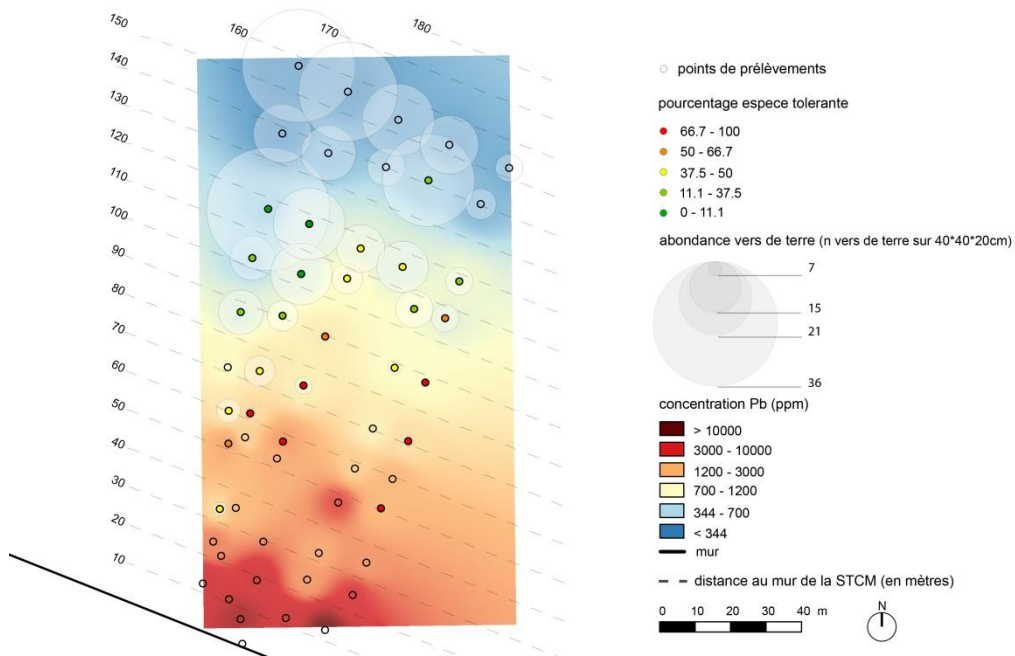 150
140
130
120
110
100
90
80
70
60
50
40
30
20
10
160
170
180
points de prélèvements
pourcentage espece tolerante
66.7 - 100
50 - 66.7
37.5 - 50
11.1 - 37.5
0 - 11.1
abondance vers de terre (n vers de terre sur 40*40*20cm)
7
15
21
36
concentration Pb (ppm)
> 10000
3000 - 10000
1200 - 3000
700 - 1200
344 - 700
< 344
mur
distance au mur de la STCM (en mètres)
0 10 20 30 40 m
N